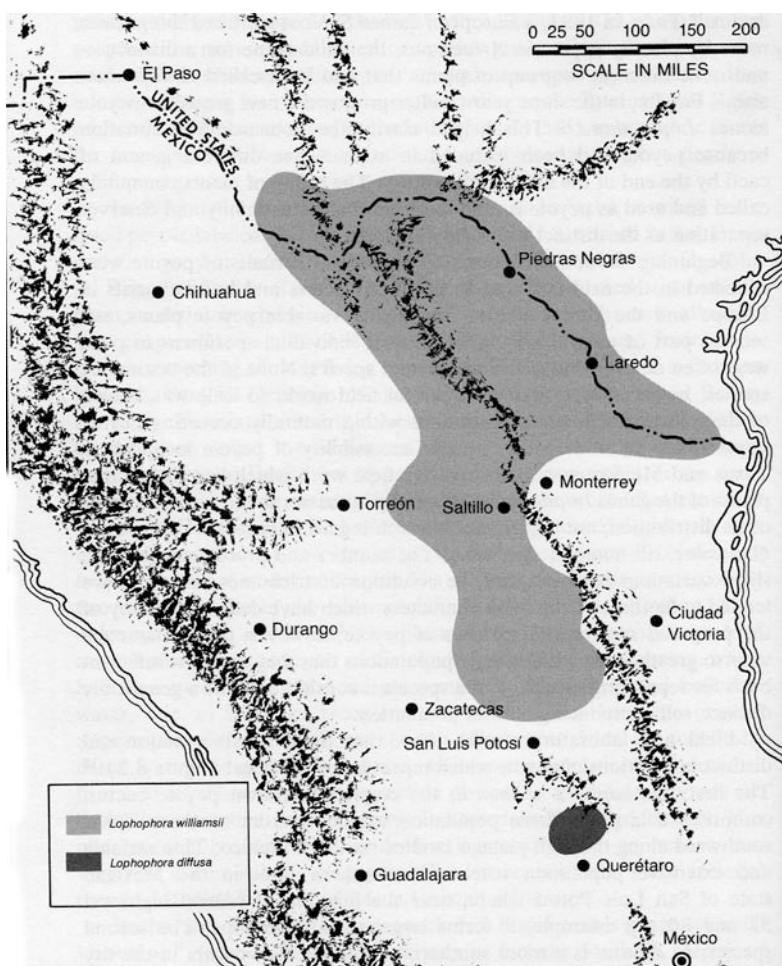 0 50 100 150 200
SCALE IN MILES
El Paso
UNITED STATES
MEXICO
Piedras Negras
Chihuahua
Laredo
Monterrey
Torreón
Saltillo
Ciudad
Victoria
Durango
Zacatecas
San Luis Potosí
Lophophora williamsii
Lophophora diffusa
Querétaro
Guadalajara
México